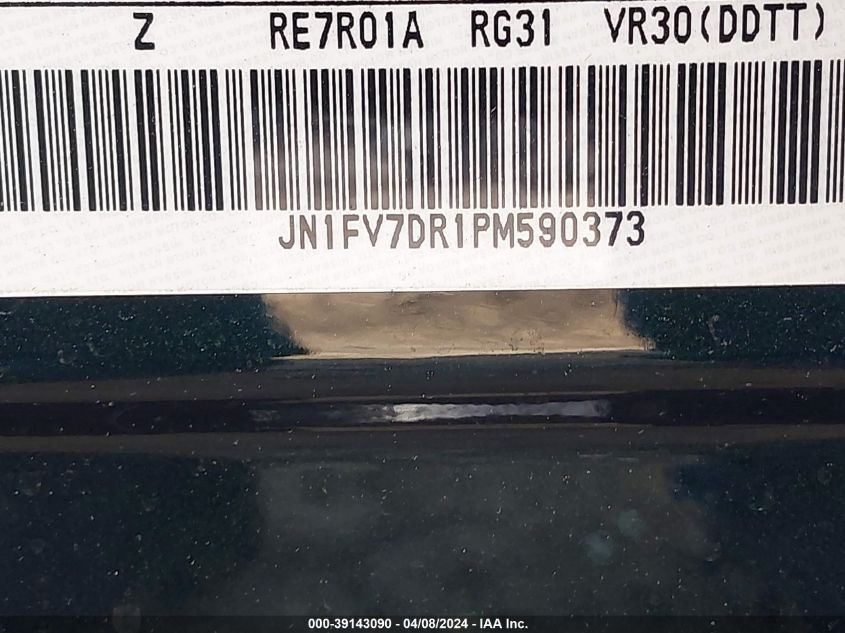 Z RE7R01A RG31 VR30(DDTT)
JN1FV7DR1PM590373
000-39143090 - 04/08/2024 - IAA Inc.